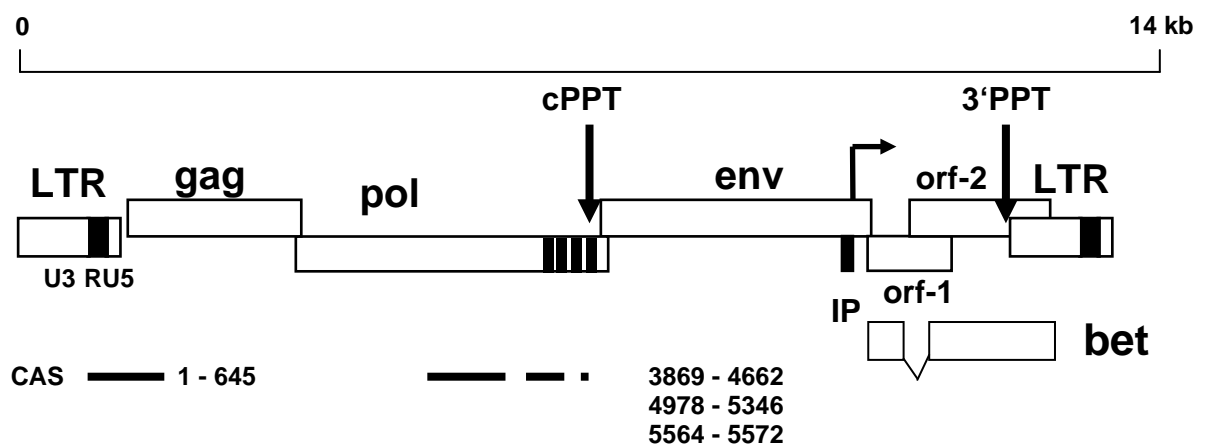 0
14 kb
cPPT
3‘PPT
LTR
gag
pol
env
orf-2
LTR
U3 RU5
IP
orf-1
bet
CAS
1 - 645
3869 - 4662
4978 - 5346
5564 - 5572